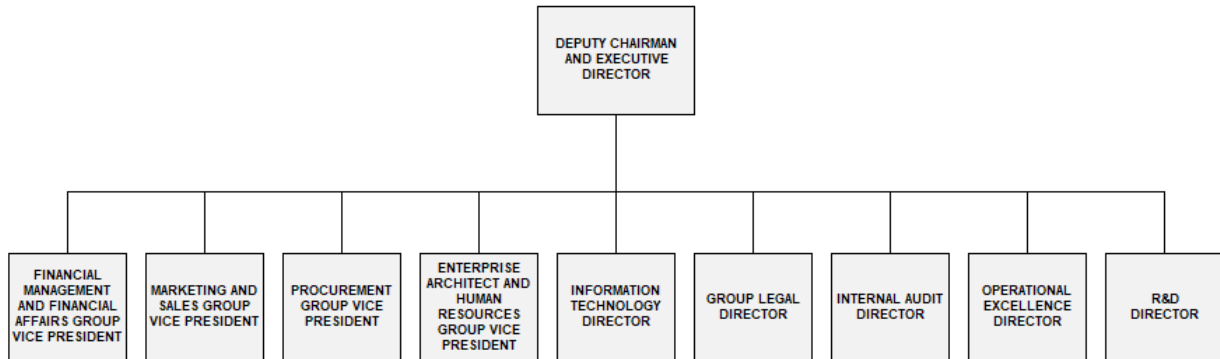 DEPUTY CHAIRMAN
AND EXECUTIVE
DIRECTOR
FINANCIAL
MANAGEMENT
AND FINANCIAL
AFFAIRS GROUP
VICE PRESIDENT
MARKETING AND
SALES GROUP
VICE PRESIDENT
PROCUREMENT
GROUP VICE
PRESIDENT
ENTERPRISE
ARCHITECT AND
HUMAN
RESOURCES
GROUP VICE
PRESIDENT
INFORMATION
TECHNOLOGY
DIRECTOR
GROUP LEGAL
DIRECTOR
INTERNAL AUDIT
DIRECTOR
OPERATIONAL
EXCELLENCE
DIRECTOR
R&D
DIRECTOR